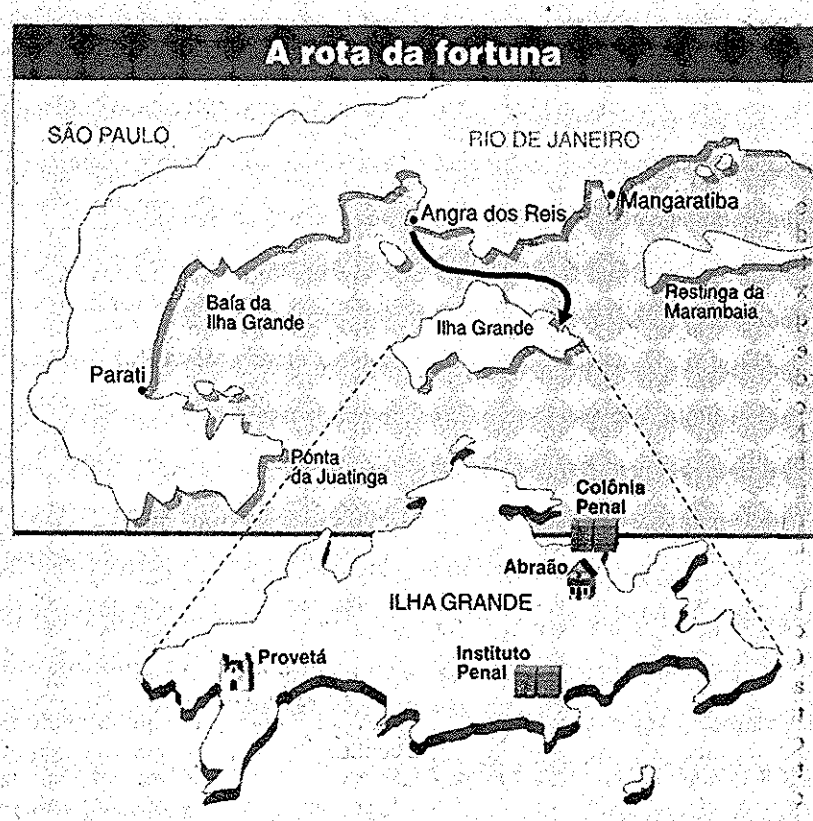 A rota da fortuna
SÃO PAULO
RIO DE JANEIRO
Angra dos Reis
Mangaratiba
Baía da
Ilha Grande
Ilha Grande
Restinga da
Marambaia
Parati
Ponta
da Juatinga
Colônia
Penal
Abraão
ILHA GRANDE
Provetá
Instituto
Penal